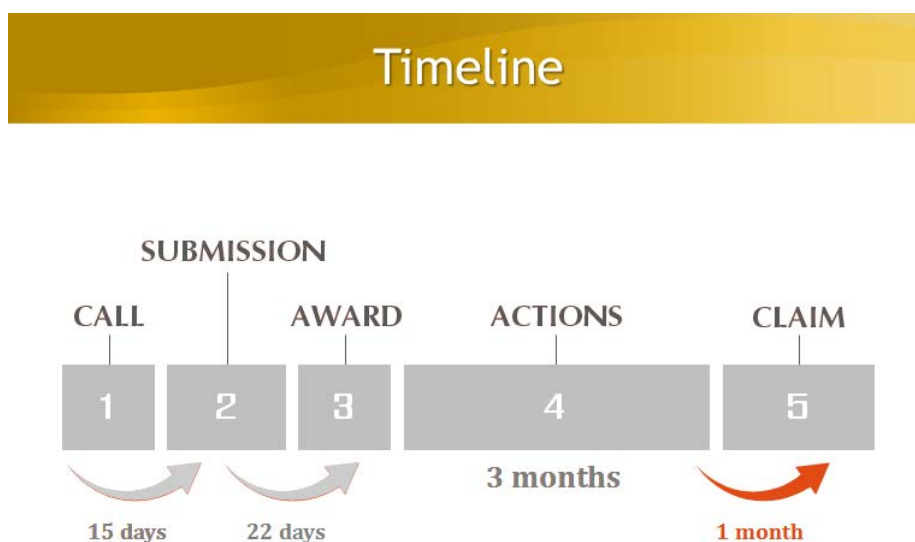 Timeline
SUBMISSION
CALL AWARD ACTIONS CLAIM
1 2 3 4 5
3 months
15 days 22 days 1 month